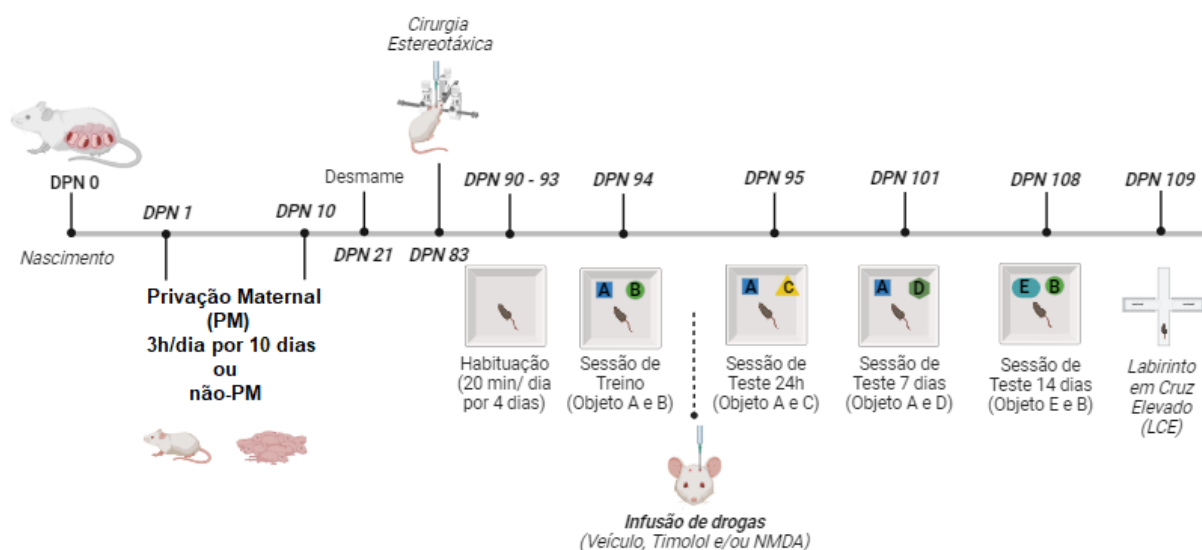 Cirurgia
Estereotáxica
DPN 0
Desmame
DPN 90 - 93
DPN 94
DPN 95
DPN 101
DPN 108
DPN 109
DPN 1
DPN 10
Nascimento
DPN 21
DPN 83
Privação Maternal
(PM)
3h/dia por 10 dias
ou
não-PM
Habituação
(20 min/ dia
por 4 dias)
A B
Sessão de
Treino
(Objeto A e B)
A C
Sessão de
Teste 24h
(Objeto A e C)
A D
Sessão de
Teste 7 dias
(Objeto A e D)
E B
Sessão de
Teste 14 dias
(Objeto E e B)
Labirinto
em Cruz
Elevado
(LCE)
Infusão de drogas
(Veículo, Timolol e/ou NMDA)